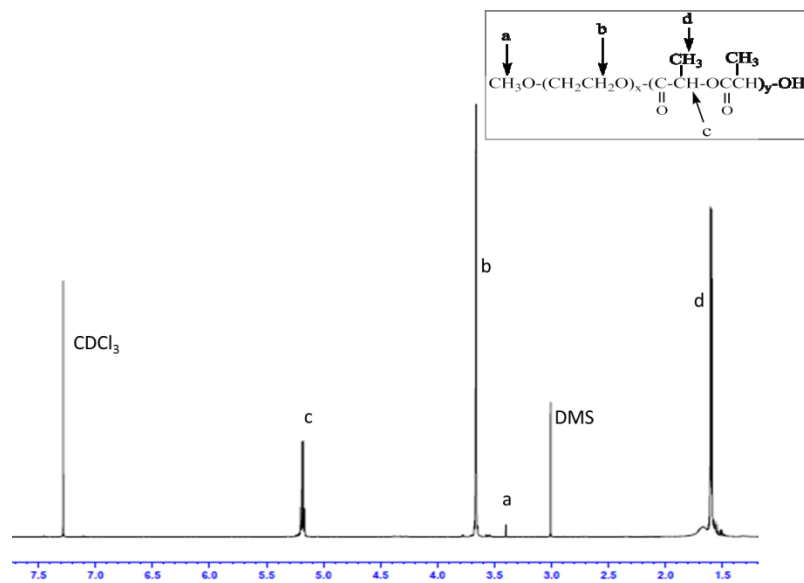 d
a b CH3 CH3
CH3O-(CH2CH2O)x-(C-CH-OCCH)y-OH
O O
c
b
d
CDCl3
DMS
c
a
7.5 7.0 6.5 6.0 5.5 5.0 4.5 4.0 3.5 3.0 2.5 2.0 1.5